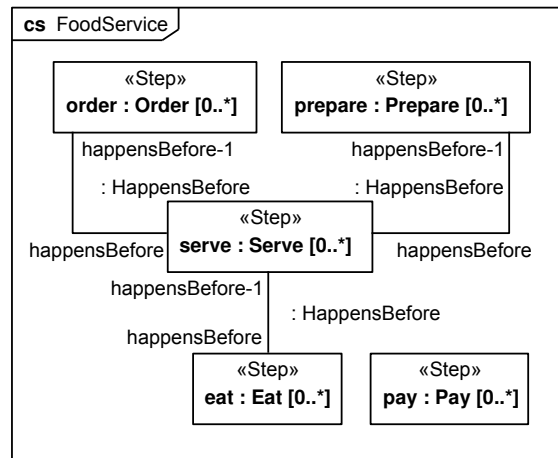 cs FoodService
«Step»
order : Order [0..*]
«Step»
prepare : Prepare [0..*]
happensBefore-1
happensBefore-1
: HappensBefore
: HappensBefore
«Step»
serve : Serve [0..*]
happensBefore
happensBefore
happensBefore-1
: HappensBefore
happensBefore
«Step»
eat : Eat [0..*]
«Step»
pay : Pay [0..*]